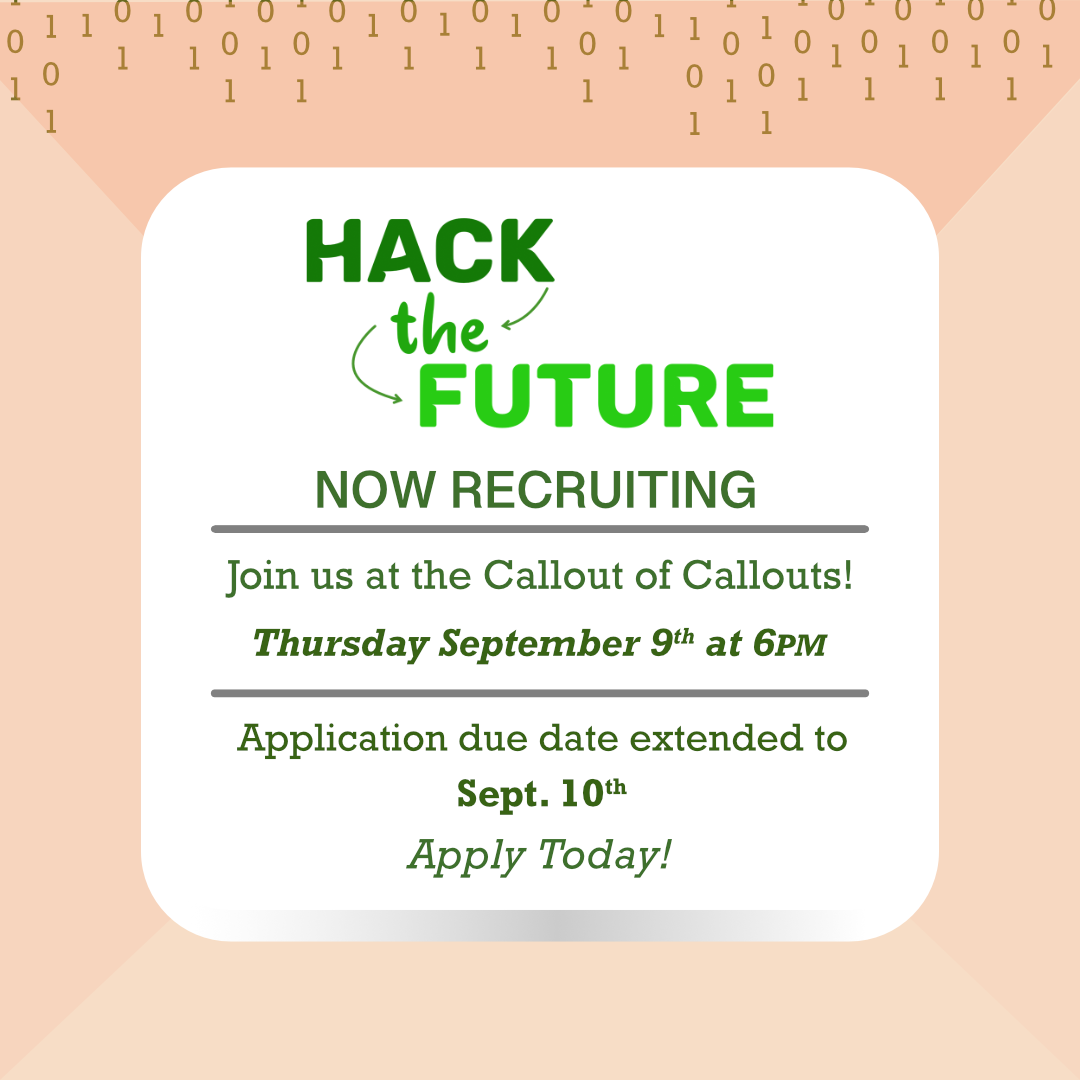 HACK
the
FUTURE
NOW RECRUITING
Join us at the Callout of Callouts!
Thursday September 9th at 6PM
Application due date extended to
Sept. 10th
Apply Today!